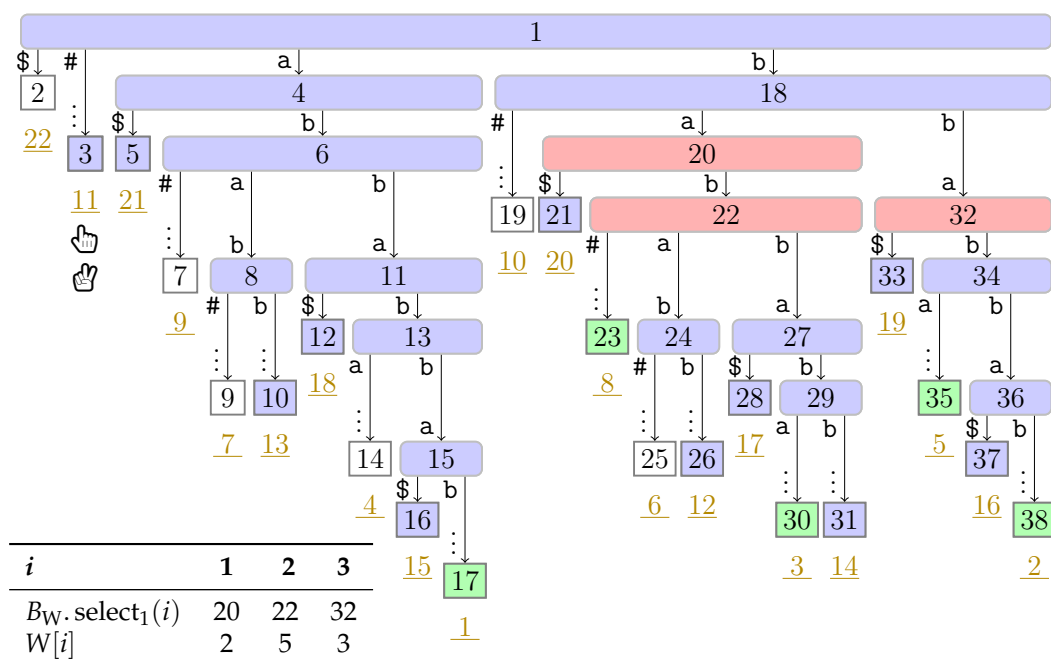 1
$ # a b
2 4 18
22 ⋮ $ b # a b
3 5 6 20
11 21 # a b ⋮ $ b a
⋮ b a 19 21 22 32
7 8 11 10 20 # a b $ b
9 # b $ b ⋮ b a 33 34
⋮ ⋮ 12 13 23 24 27 19 a b
9 10 18 a b 8 # b $ b ⋮ a
7 13 ⋮ a ⋮ ⋮ 28 29 35 36
14 15 25 26 17 a b 5 $ b
4 $ b 6 12 ⋮ ⋮ 37 ⋮
16 ⋮ 30 31 16 38
15 17 3 14 2
1
i 1 2 3
B_W. select_1(i) 20 22 32
W[i] 2 5 3